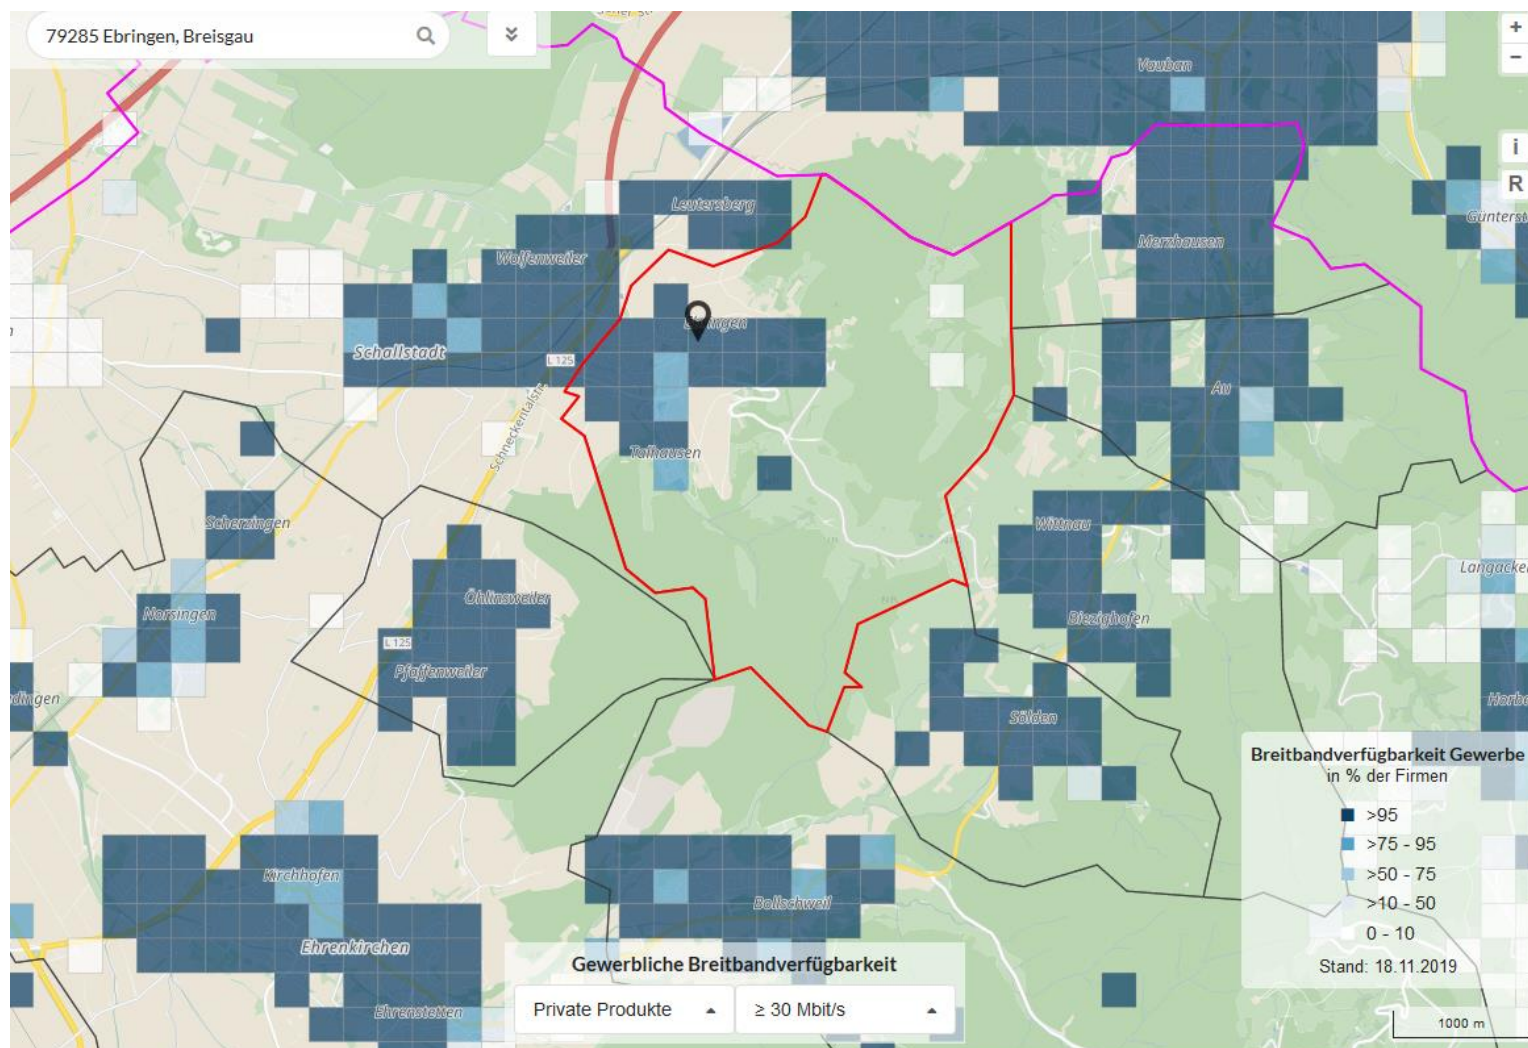 79285 Ebringen, Breisgau
+
−
Vauban
i
R
Leutersberg
Günterst
Wolfenweiler
Merzhausen
Schallstadt
L 125
Au
Schneckentalstr.
Talhausen
Scherzingen
Wittnau
Langacker
Öhlinsweiler
Norsingen
Biezighofen
L 125
Pfaffenweiler
dingen
Horbe
Sölden
Breitbandverfügbarkeit Gewerbe
in % der Firmen
>95
>75 - 95
>50 - 75
>10 - 50
0 - 10
Stand: 18.11.2019
Kirchhofen
Bollschweil
Ehrenkirchen
Gewerbliche Breitbandverfügbarkeit
Private Produkte
≥ 30 Mbit/s
Ehrenstetten
1000 m